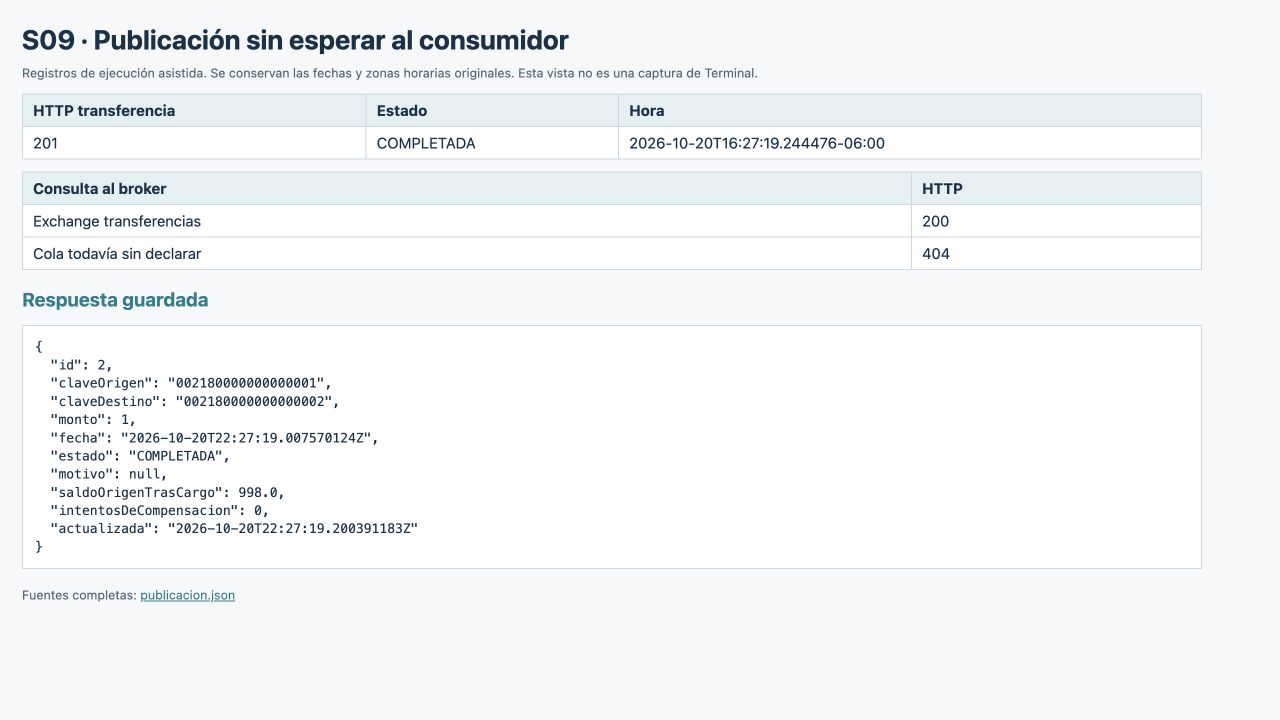 S09 · Publicación sin esperar al consumidor
Registros de ejecución asistida. Se conservan las fechas y zonas horarias originales. Esta vista no es una captura de Terminal.
HTTP transferencia Estado Hora
201 COMPLETADA 2026-10-20T16:27:19.244476-06:00
Consulta al broker HTTP
Exchange transferencias 200
Cola todavía sin declarar 404
Respuesta guardada
{
"id": 2,
"claveOrigen": "002180000000000001",
"claveDestino": "002180000000000002",
"monto": 1,
"fecha": "2026-10-20T22:27:19.007570124Z",
"estado": "COMPLETADA",
"motivo": null,
"saldoOrigenTrasCargo": 998.0,
"intentosDeCompensacion": 0,
"actualizada": "2026-10-20T22:27:19.200391183Z"
}
Fuentes completas: publicacion.json